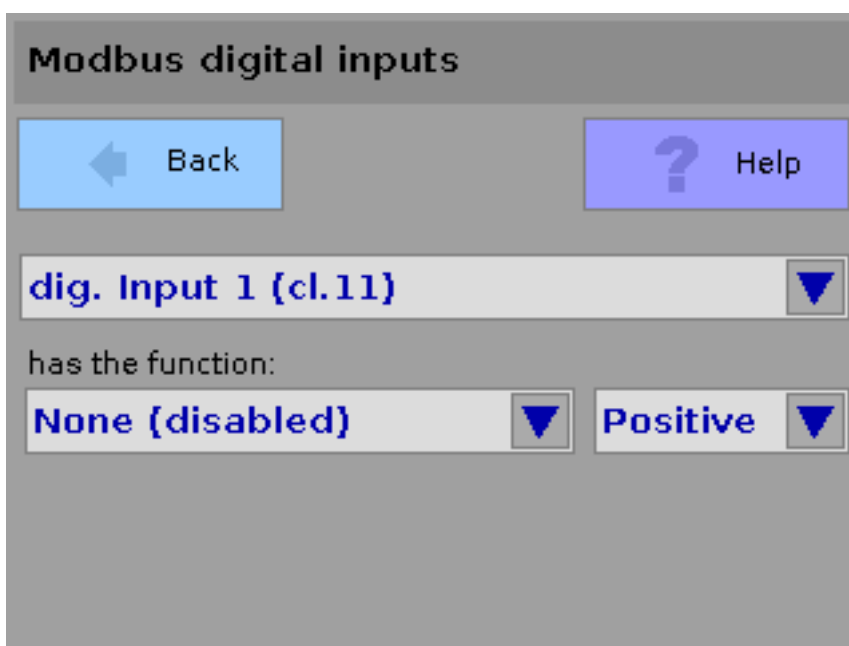 Modbus digital inputs
Back
? Help
dig. Input 1 (cl.11)
has the function:
None (disabled)
Positive